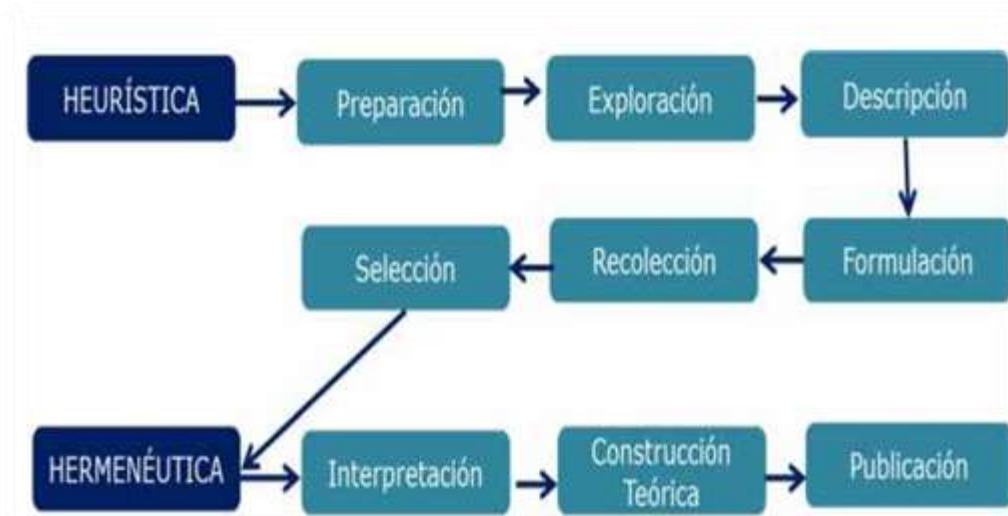 HEURÍSTICA
Preparación
Exploración
Descripción
Formulación
Recolección
Selección
HERMENÉUTICA
Interpretación
Construcción
Teórica
Publicación